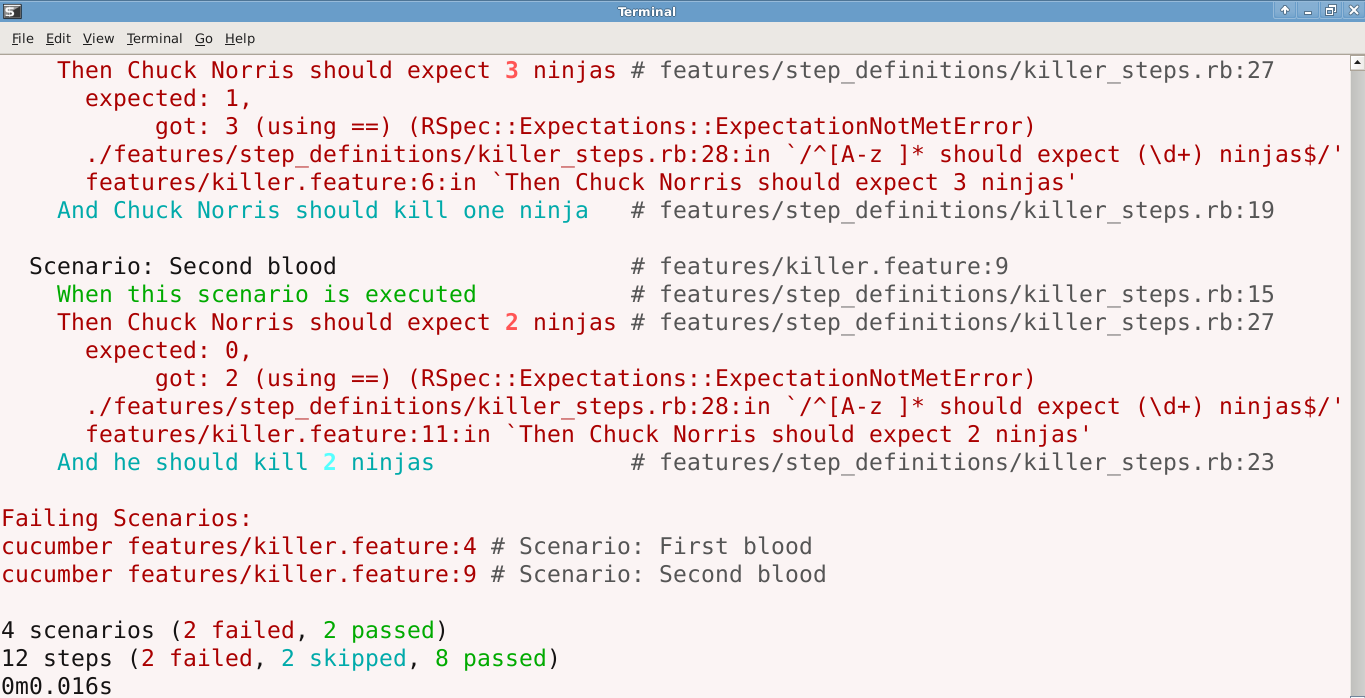 Terminal
File Edit View Terminal Go Help
    Then Chuck Norris should expect 3 ninjas # features/step_definitions/killer_steps.rb:27
      expected: 1,
           got: 3 (using ==) (RSpec::Expectations::ExpectationNotMetError)
      ./features/step_definitions/killer_steps.rb:28:in `/^[A-z ]* should expect (\d+) ninjas$/'
      features/killer.feature:6:in `Then Chuck Norris should expect 3 ninjas'
    And Chuck Norris should kill one ninja   # features/step_definitions/killer_steps.rb:19

  Scenario: Second blood                     # features/killer.feature:9
    When this scenario is executed           # features/step_definitions/killer_steps.rb:15
    Then Chuck Norris should expect 2 ninjas # features/step_definitions/killer_steps.rb:27
      expected: 0,
           got: 2 (using ==) (RSpec::Expectations::ExpectationNotMetError)
      ./features/step_definitions/killer_steps.rb:28:in `/^[A-z ]* should expect (\d+) ninjas$/'
      features/killer.feature:11:in `Then Chuck Norris should expect 2 ninjas'
    And he should kill 2 ninjas              # features/step_definitions/killer_steps.rb:23

Failing Scenarios:
cucumber features/killer.feature:4 # Scenario: First blood
cucumber features/killer.feature:9 # Scenario: Second blood

4 scenarios (2 failed, 2 passed)
12 steps (2 failed, 2 skipped, 8 passed)
0m0.016s